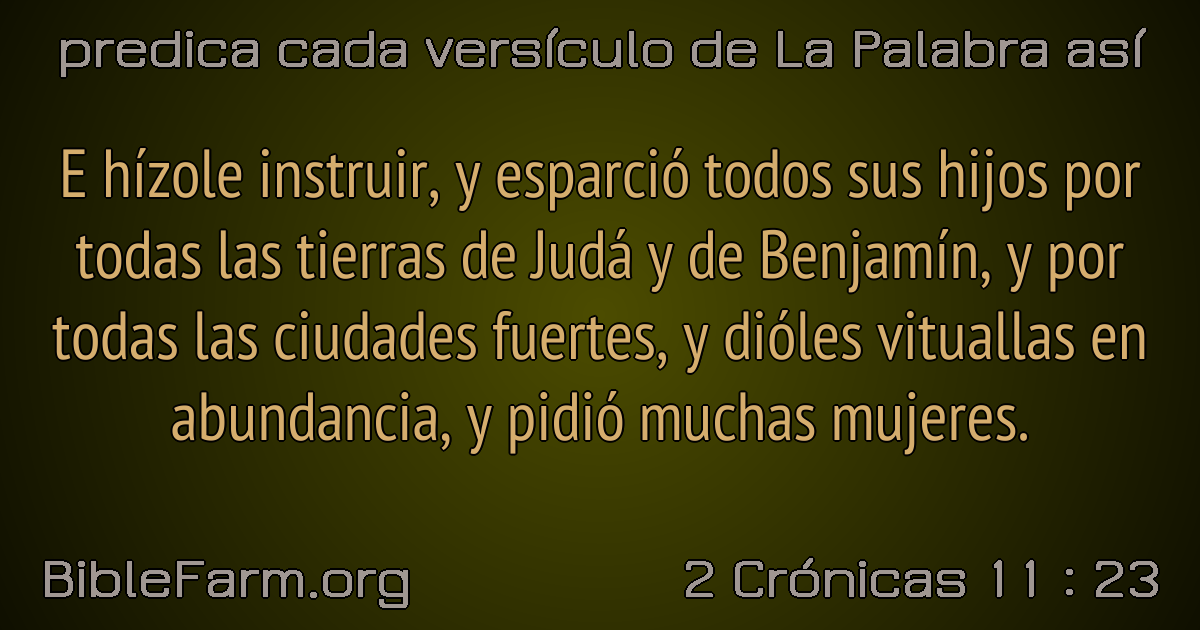 predica cada versículo de La Palabra así
E hízole instruir, y esparció todos sus hijos por
todas las tierras de Judá y de Benjamín, y por
todas las ciudades fuertes, y dióles vituallas en
abundancia, y pidió muchas mujeres.
BibleFarm.org
2 Crónicas 11 : 23